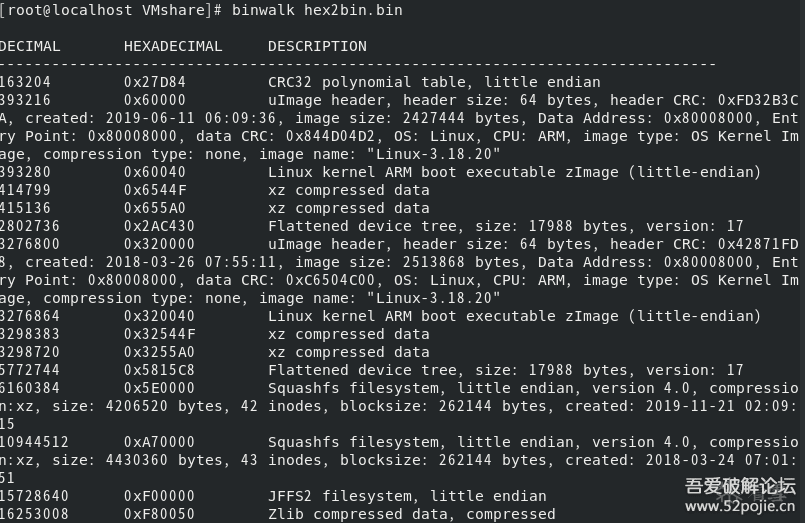 [root@localhost VMshare]# binwalk hex2bin.bin
DECIMAL HEXADECIMAL DESCRIPTION
--------------------------------------------------------------------------------
163204 0x27D84 CRC32 polynomial table, little endian
393216 0x60000 uImage header, header size: 64 bytes, header CRC: 0xFD32B3C
A, created: 2019-06-11 06:09:36, image size: 2427444 bytes, Data Address: 0x80008000, Ent
ry Point: 0x80008000, data CRC: 0x844D04D2, OS: Linux, CPU: ARM, image type: OS Kernel Im
age, compression type: none, image name: "Linux-3.18.20"
393280 0x60040 Linux kernel ARM boot executable zImage (little-endian)
414799 0x6544F xz compressed data
415136 0x655A0 xz compressed data
2802736 0x2AC430 Flattened device tree, size: 17988 bytes, version: 17
3276800 0x320000 uImage header, header size: 64 bytes, header CRC: 0x42871FD
8, created: 2018-03-26 07:55:11, image size: 2513868 bytes, Data Address: 0x80008000, Ent
ry Point: 0x80008000, data CRC: 0xC6504C00, OS: Linux, CPU: ARM, image type: OS Kernel Im
age, compression type: none, image name: "Linux-3.18.20"
3276864 0x320040 Linux kernel ARM boot executable zImage (little-endian)
3298383 0x32544F xz compressed data
3298720 0x3255A0 xz compressed data
5772744 0x5815C8 Flattened device tree, size: 17988 bytes, version: 17
6160384 0x5E0000 Squashfs filesystem, little endian, version 4.0, compressio
n:xz, size: 4206520 bytes, 42 inodes, blocksize: 262144 bytes, created: 2019-11-21 02:09:
15
10944512 0xA70000 Squashfs filesystem, little endian, version 4.0, compressio
n:xz, size: 4430360 bytes, 43 inodes, blocksize: 262144 bytes, created: 2018-03-24 07:01:
51
15728640 0xF00000 JFFS2 filesystem, little endian
16253008 0xF80050 Zlib compressed data, compressed
吾爱破解论坛
www.52pojie.cn